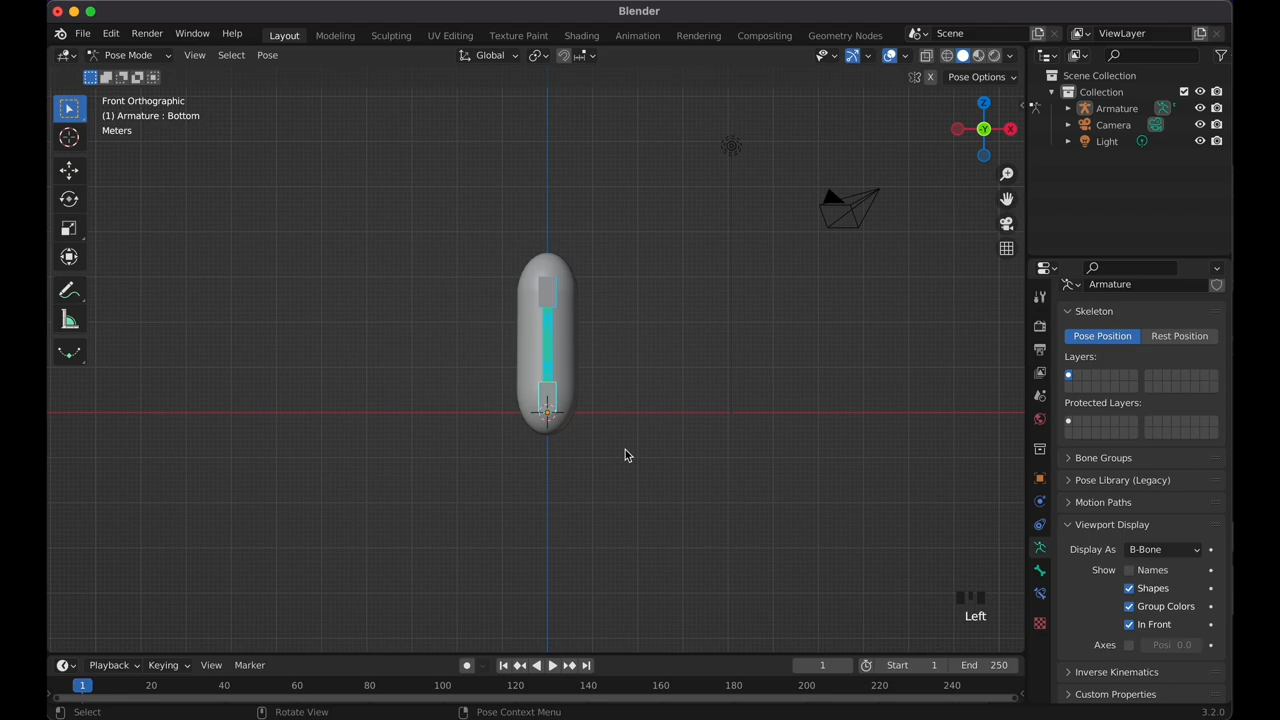 Blender
File Edit Render Window Help Layout Modeling Sculpting UV Editing Texture Paint Shading Animation Rendering Compositing Geometry Nodes Scene ViewLayer
Pose Mode View Select Pose Global
Pose Options
Front Orthographic
(1) Armature : Bottom
Meters
Z
X
-Y
X
Left
Scene Collection
Collection
Armature
Camera
Light
Armature
Skeleton
Pose Position Rest Position
Layers:
Protected Layers:
Bone Groups
Pose Library (Legacy)
Motion Paths
Viewport Display
Display As B-Bone
Show Names
Shapes
Group Colors
In Front
Axes Posi 0.0
Inverse Kinematics
Custom Properties
Playback Keying View Marker 1 Start 1 End 250
1 20 40 60 80 100 120 140 160 180 200 220 240
Select Rotate View Pose Context Menu 3.2.0